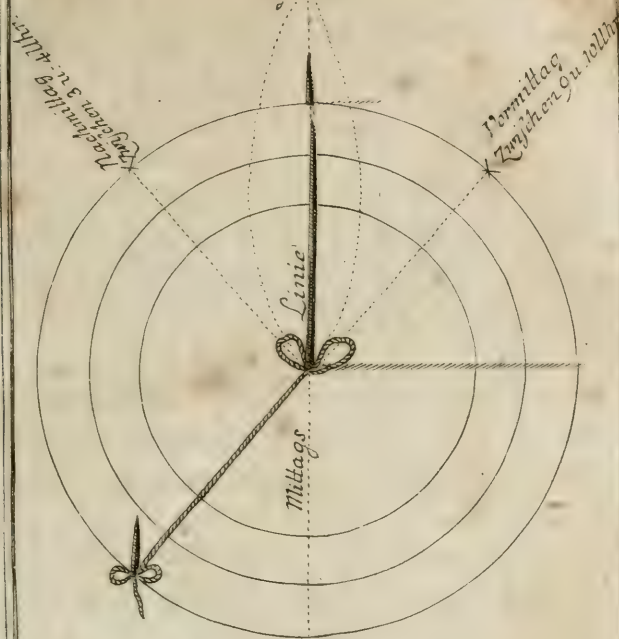 Nachmittag
Zwischen 3 u. 4 Uhr.
Vormittag
Zwischen 9 u. 10 Uhr
Linie
Mittags